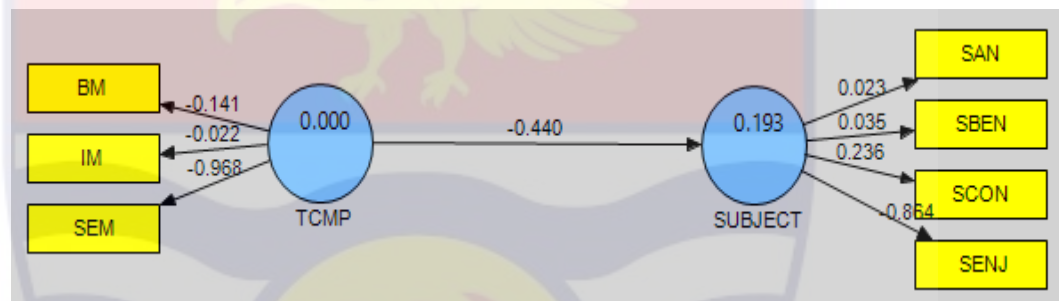 BM
IM
SEM
-0.141
-0.022
-0.968
0.000
TCMP
-0.440
0.193
SUBJECT
0.023
0.035
0.236
-0.864
SAN
SBEN
SCON
SENJ